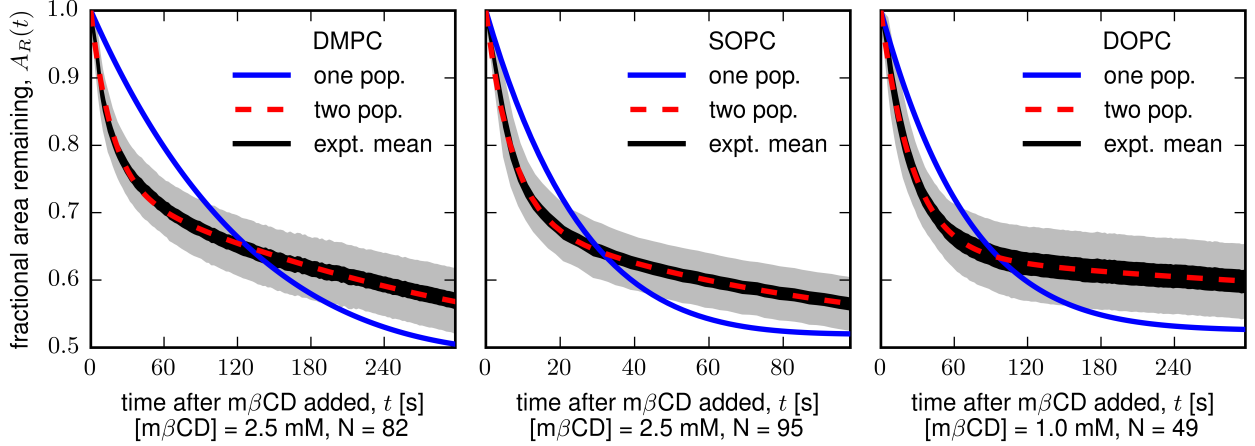 fractional area remaining, A_R(t)
1.0
0.9
0.8
0.7
0.6
0.5
DMPC
one pop.
two pop.
expt. mean
0 60 120 180 240
time after mβCD added, t [s]
[mβCD] = 2.5 mM, N = 82
SOPC
one pop.
two pop.
expt. mean
0 20 40 60 80
time after mβCD added, t [s]
[mβCD] = 2.5 mM, N = 95
DOPC
one pop.
two pop.
expt. mean
0 60 120 180 240
time after mβCD added, t [s]
[mβCD] = 1.0 mM, N = 49